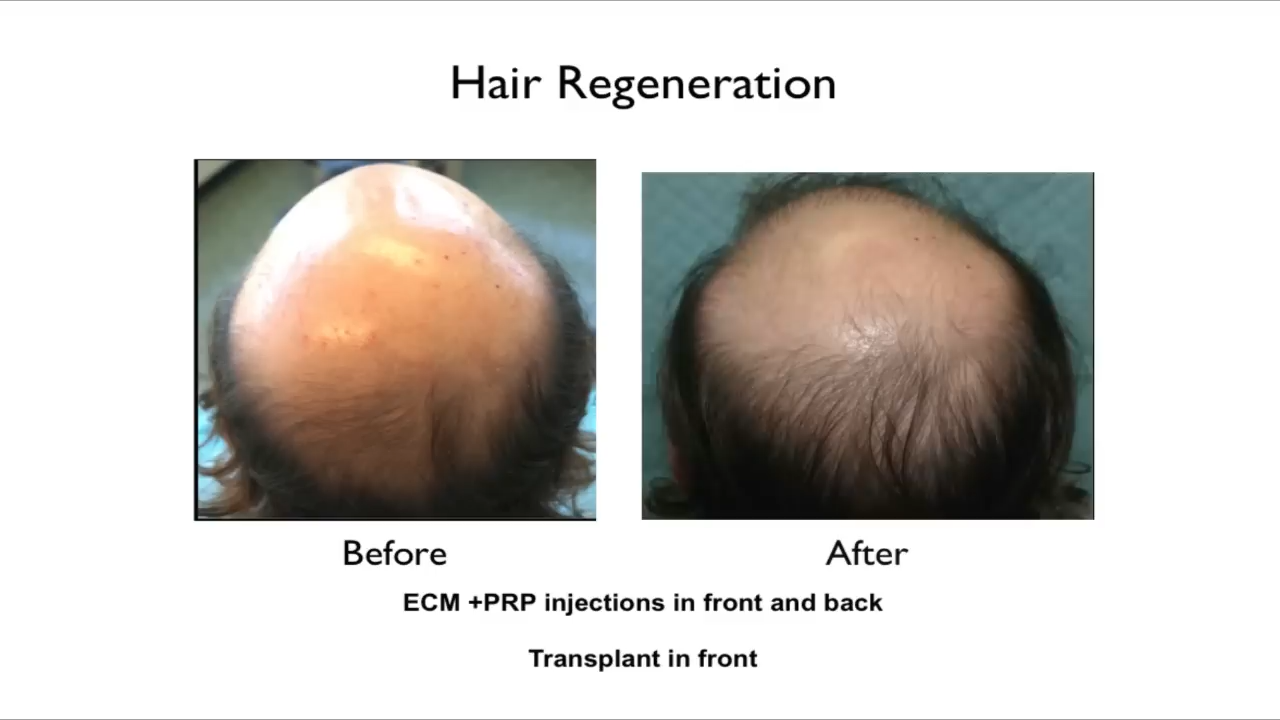 Hair Regeneration
Before
After
ECM +PRP injections in front and back
Transplant in front